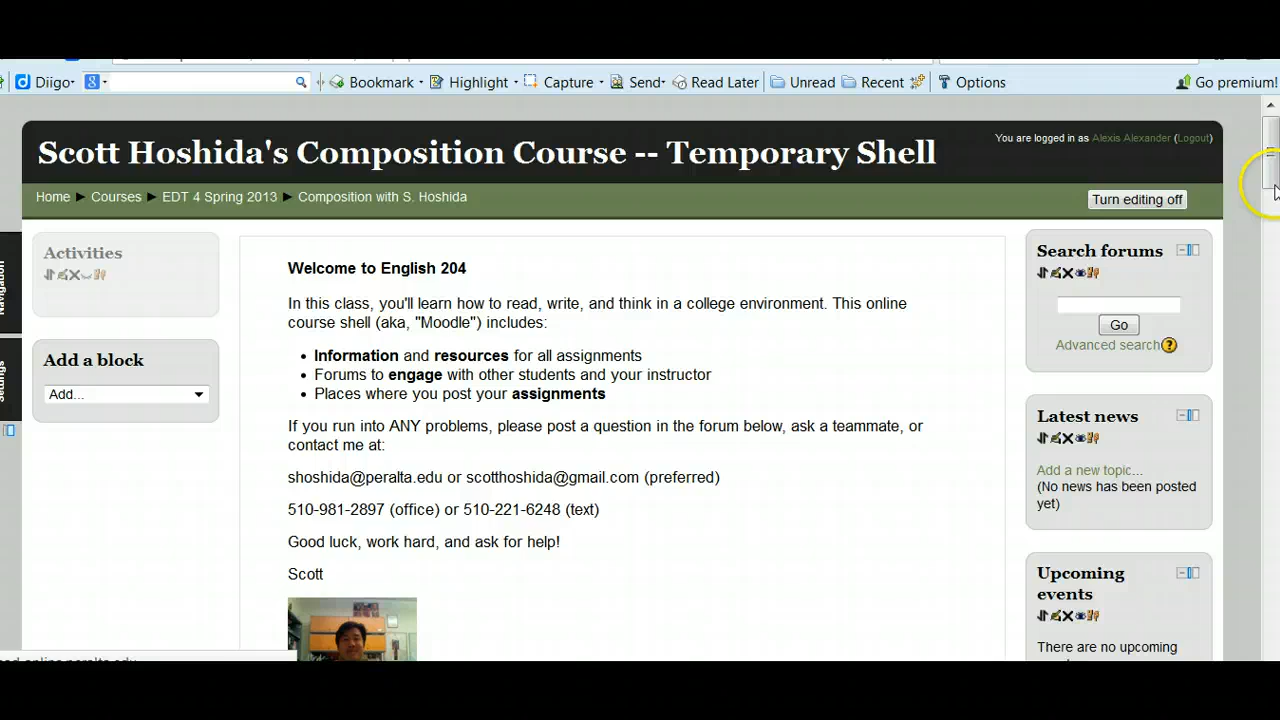 Diigo Bookmark Highlight Capture Send Read Later Unread Recent Options Go premium!
You are logged in as Alexis Alexander (Logout)
Scott Hoshida's Composition Course -- Temporary Shell
Home ► Courses ► EDT 4 Spring 2013 ► Composition with S. Hoshida
Turn editing off
Navigation
Settings
Activities
Add a block
Add...
Welcome to English 204
In this class, you'll learn how to read, write, and think in a college environment. This online
course shell (aka, "Moodle") includes:
• Information and resources for all assignments
• Forums to engage with other students and your instructor
• Places where you post your assignments
If you run into ANY problems, please post a question in the forum below, ask a teammate, or
contact me at:
shoshida@peralta.edu or scotthoshida@gmail.com (preferred)
510-981-2897 (office) or 510-221-6248 (text)
Good luck, work hard, and ask for help!
Scott
Search forums
Go
Advanced search
Latest news
Add a new topic...
(No news has been posted
yet)
Upcoming
events
There are no upcoming